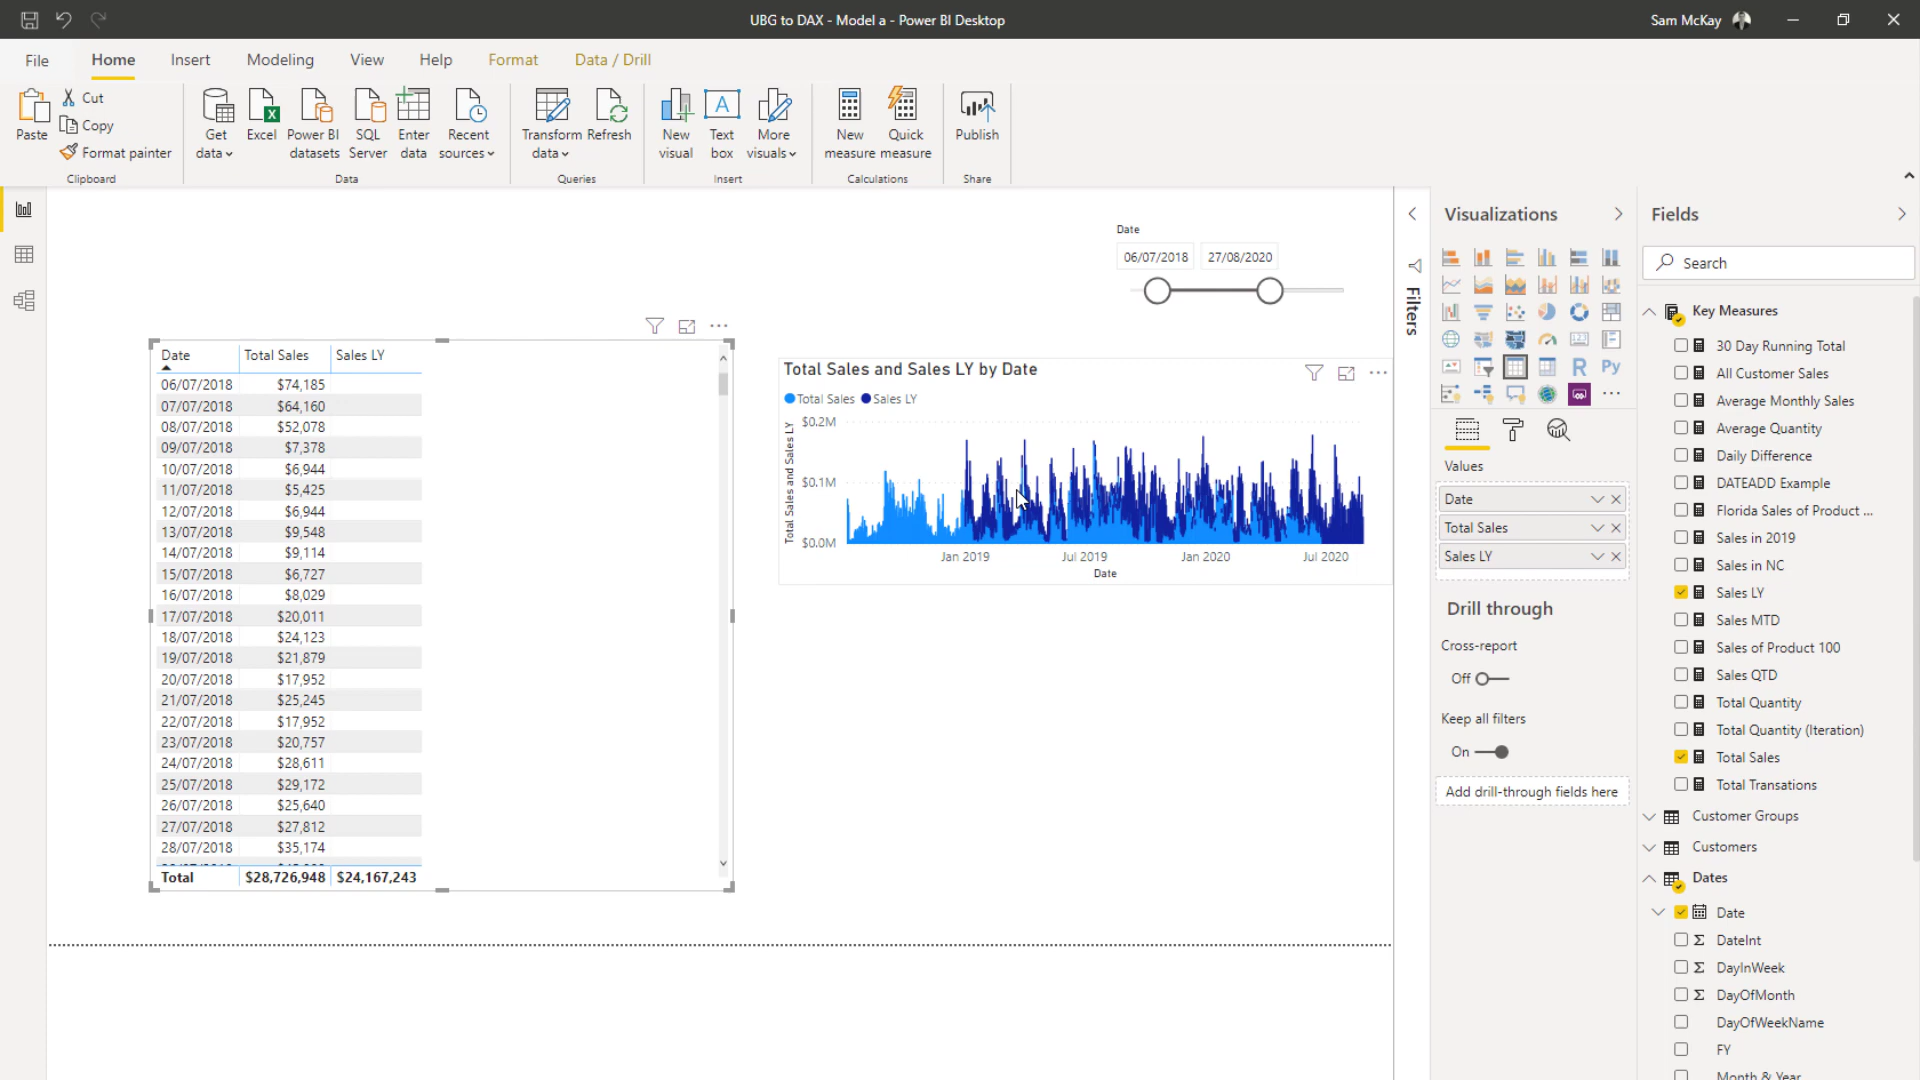 UBG to DAX - Model a - Power BI Desktop
Sam McKay
File Home Insert Modeling View Help Format Data / Drill
Paste
Cut
Copy
Format painter
Clipboard
Get data
Excel
Power BI datasets
SQL Server
Enter data
Recent sources
Data
Transform data
Refresh
Queries
New visual
Text box
More visuals
Insert
New measure
Quick measure
Calculations
Publish
Share
Date
06/07/2018 27/08/2020
Date Total Sales Sales LY
06/07/2018 $74,185
07/07/2018 $64,160
08/07/2018 $52,078
09/07/2018 $7,378
10/07/2018 $6,944
11/07/2018 $5,425
12/07/2018 $6,944
13/07/2018 $9,548
14/07/2018 $9,114
15/07/2018 $6,727
16/07/2018 $8,029
17/07/2018 $20,011
18/07/2018 $24,123
19/07/2018 $21,879
20/07/2018 $17,952
21/07/2018 $25,245
22/07/2018 $17,952
23/07/2018 $20,757
24/07/2018 $28,611
25/07/2018 $29,172
26/07/2018 $25,640
27/07/2018 $27,812
28/07/2018 $35,174
Total $28,726,948 $24,167,243
Total Sales and Sales LY by Date
Total Sales Sales LY
Total Sales and Sales LY
$0.2M
$0.1M
$0.0M
Jan 2019 Jul 2019 Jan 2020 Jul 2020
Date
Filters
Visualizations
R Py
Values
Date
Total Sales
Sales LY
Drill through
Cross-report
Off
Keep all filters
On
Add drill-through fields here
Fields
Search
Key Measures
30 Day Running Total
All Customer Sales
Average Monthly Sales
Average Quantity
Daily Difference
DATEADD Example
Florida Sales of Product ...
Sales in 2019
Sales in NC
Sales LY
Sales MTD
Sales of Product 100
Sales QTD
Total Quantity
Total Quantity (Iteration)
Total Sales
Total Transations
Customer Groups
Customers
Dates
Date
DateInt
DayInWeek
DayOfMonth
DayOfWeekName
FY
Month & Year